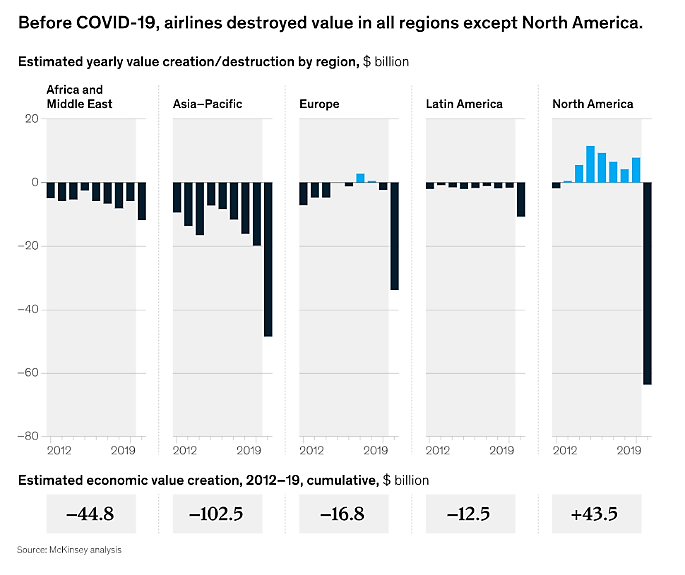 Before COVID-19, airlines destroyed value in all regions except North America.
Estimated yearly value creation/destruction by region, $ billion
Africa and
Middle East
Asia–Pacific
Europe
Latin America
North America
20
0
–20
–40
–60
–80
2012 2019
2012 2019
2012 2019
2012 2019
2012 2019
Estimated economic value creation, 2012–19, cumulative, $ billion
–44.8
–102.5
–16.8
–12.5
+43.5
Source: McKinsey analysis